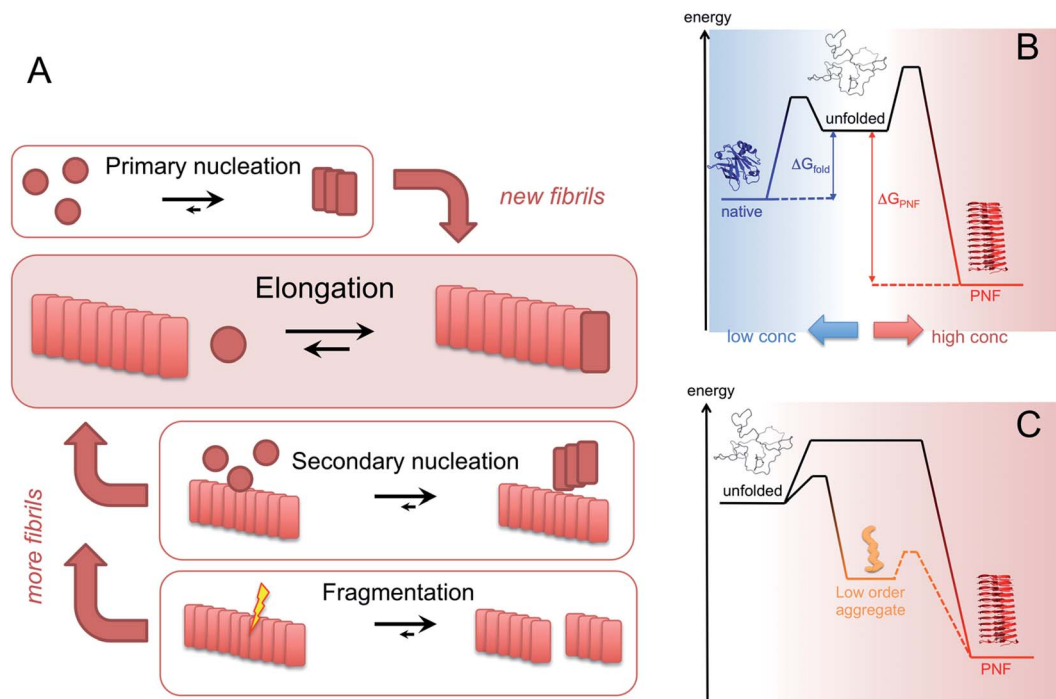 A
Primary nucleation
new fibrils
Elongation
more fibrils
Secondary nucleation
Fragmentation
energy
B
unfolded
ΔGfold
native
ΔGPNF
PNF
low conc
high conc
energy
C
unfolded
Low order
aggregate
PNF